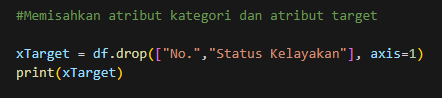 #Memisahkan atribut kategori dan atribut target
xTarget = df.drop(["No.","Status Kelayakan"], axis=1)
print(xTarget)